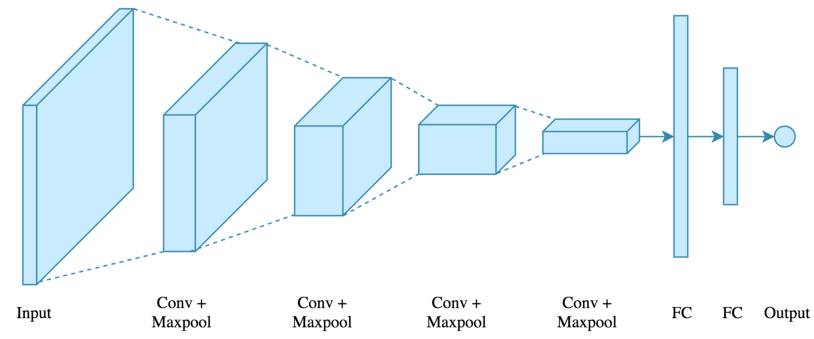 Input
Conv +
Maxpool
Conv +
Maxpool
Conv +
Maxpool
Conv +
Maxpool
FC
FC
Output